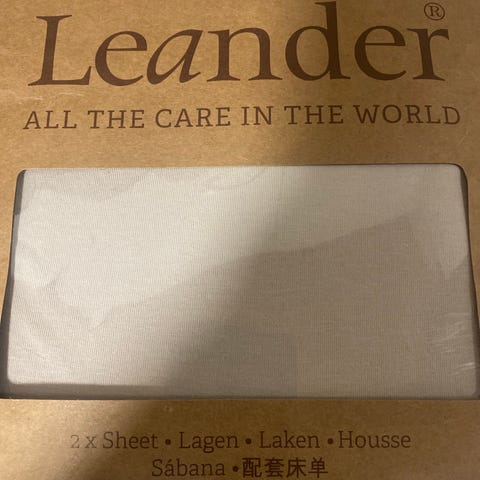 Leander®
ALL THE CARE IN THE WORLD
2 x Sheet • Lagen • Laken • Housse
Sábana • 配套床单